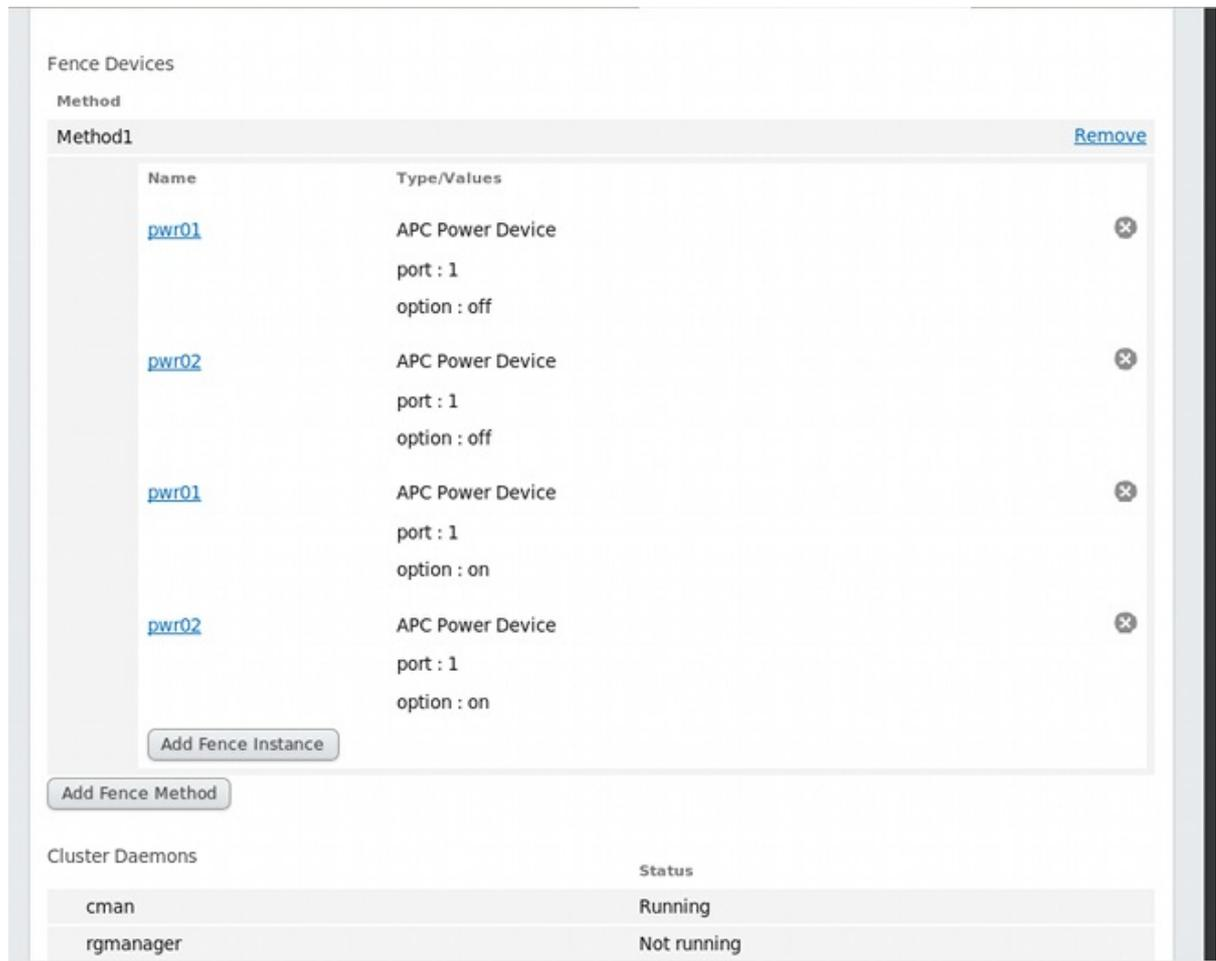 Fence Devices
Method
Method1 Remove
Name Type/Values
pwr01 APC Power Device
port : 1
option : off
pwr02 APC Power Device
port : 1
option : off
pwr01 APC Power Device
port : 1
option : on
pwr02 APC Power Device
port : 1
option : on
Add Fence Instance
Add Fence Method
Cluster Daemons
Status
cman Running
rgmanager Not running